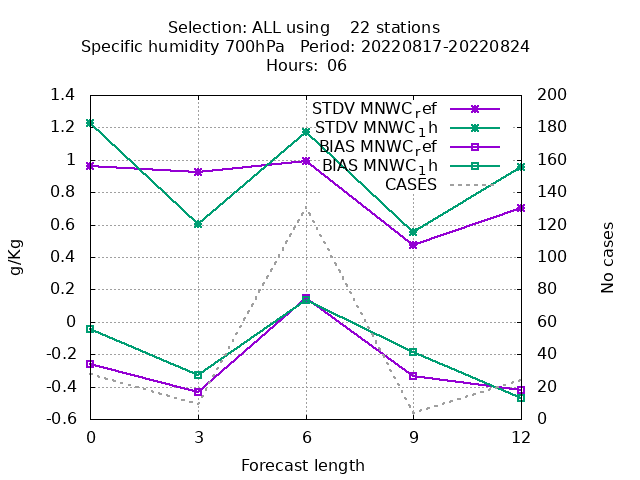 Selection: ALL using    22 stations
Specific humidity 700hPa   Period: 20220817-20220824
Hours: 06
1.4
1.2
1
0.8
0.6
0.4
0.2
0
-0.2
-0.4
-0.6
g/Kg
STDV MNWC_ref
STDV MNWC_1h
BIAS MNWC_ref
BIAS MNWC_1h
CASES
200
180
160
140
120
100
80
60
40
20
0
No cases
0 3 6 9 12
Forecast length